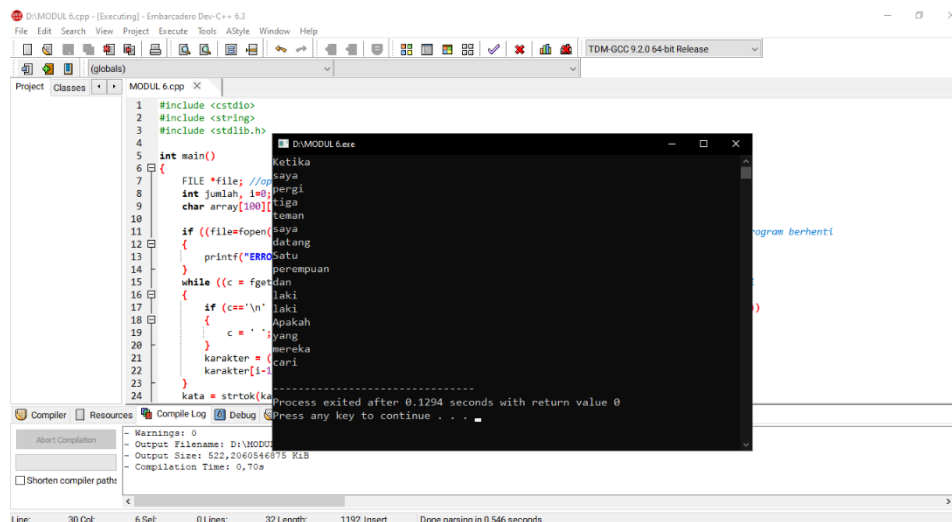 D:\MODUL 6.cpp - [Executing] - Embarcadero Dev-C++ 6.3
File Edit Search View Project Execute Tools AStyle Window Help
TDM-GCC 9.2.0 64-bit Release
(globals)
Project Classes MODUL 6.cpp
1 #include <cstdio>
2 #include <string>
3 #include <stdlib.h>
4
5 int main()
6 {
7 FILE *file; //op
8 int jumlah, i=0;
9 char array[100][
10
11 if ((file=fopen( ogram berhenti
12 {
13 printf("ERRO
14 }
15 while ((c = fget
16 {
17 if (c=='\n' ))
18 {
19 c = ' ';
20 }
21 karakter = (
22 karakter[i-1
23 }
24 kata = strtok(ka
D:\MODUL 6.exe
Ketika
saya
pergi
tiga
teman
saya
datang
Satu
perempuan
dan
laki
laki
Apakah
yang
mereka
cari
--------------------------------
Process exited after 0.1294 seconds with return value 0
Press any key to continue . . .
Compiler Resources Compile Log Debug
Abort Compilation
Shorten compiler paths
- Warnings: 0
- Output Filename: D:\MODU
- Output Size: 522,2060546875 KiB
- Compilation Time: 0,70s
Line: 30 Col: 6 Sel: 0 Lines: 32 Length: 1192 Insert Done parsing in 0.546 seconds